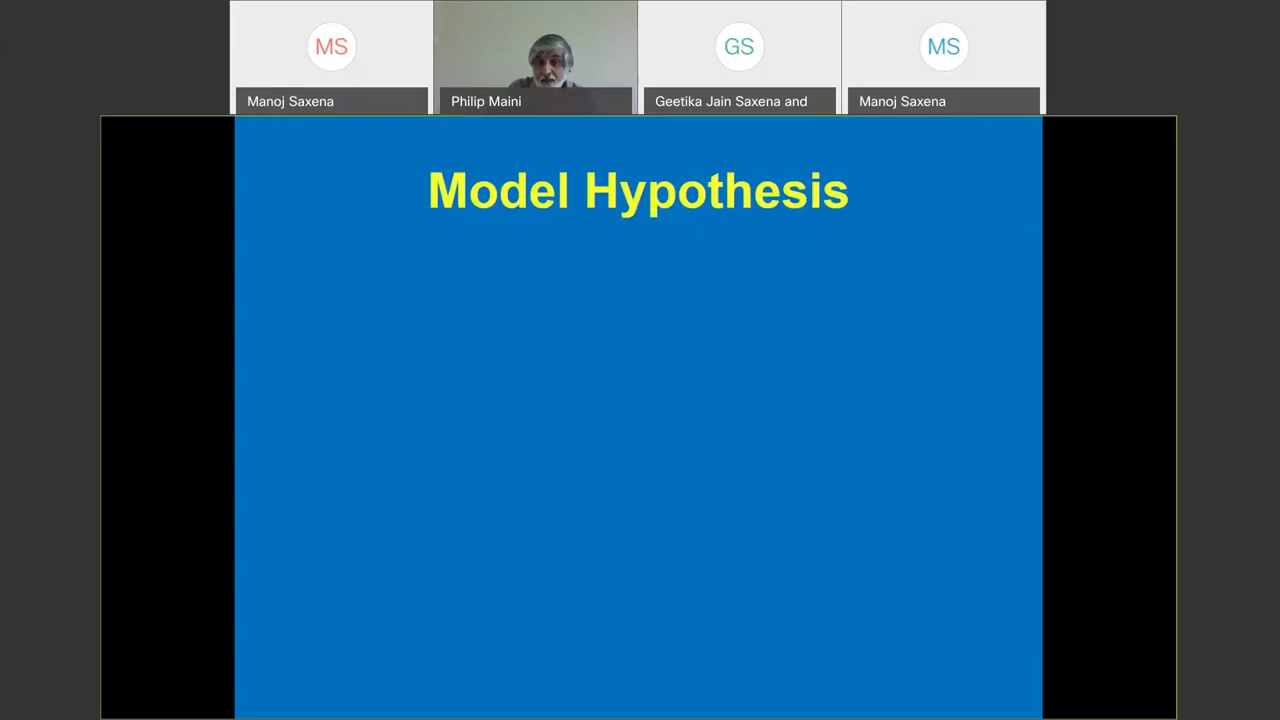 MS
GS
MS
Manoj Saxena
Philip Maini
Geetika Jain Saxena and
Manoj Saxena
Model Hypothesis